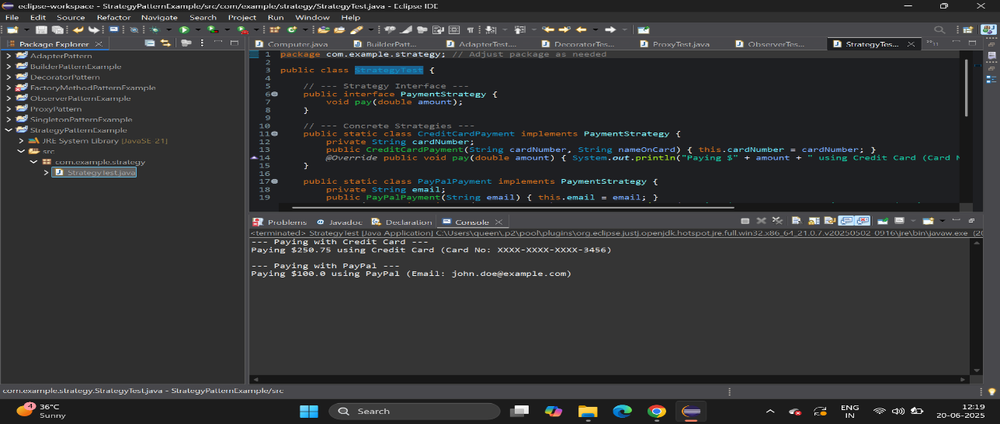 eclipse-workspace - StrategyPatternExample/src/com/example/strategy/StrategyTest.java - Eclipse IDE
File Edit Source Refactor Navigate Search Project Run Window Help
Package Explorer
AdapterPattern
BuilderPatternExample
DecoratorPattern
FactoryMethodPatternExample
ObserverPatternExample
ProxyPattern
SingletonPatternExample
StrategyPatternExample
JRE System Library [JavaSE-21]
src
com.example.strategy
StrategyTest.java
Computer.java BuilderPatt... AdapterTest.... DecoratorTes... ProxyTest.java ObserverTes... StrategyTes... »11
1 package com.example.strategy; // Adjust package as needed
2
3 public class StrategyTest {
4
5 // --- Strategy Interface ---
6 public interface PaymentStrategy {
7 void pay(double amount);
8 }
9
10 // --- Concrete Strategies ---
11 public static class CreditCardPayment implements PaymentStrategy {
12 private String cardNumber;
13 public CreditCardPayment(String cardNumber, String nameOnCard) { this.cardNumber = cardNumber; }
14 @Override public void pay(double amount) { System.out.println("Paying $" + amount + " using Credit Card (Card N
15 }
16
17 public static class PayPalPayment implements PaymentStrategy {
18 private String email;
19 public PayPalPayment(String email) { this.email = email; }
Problems Javadoc Declaration Console
<terminated> StrategyTest [Java Application] C:\Users\queen\.p2\pool\plugins\org.eclipse.justj.openjdk.hotspot.jre.full.win32.x86_64_21.0.7.v20250502-0916\jre\bin\javaw.exe (20
--- Paying with Credit Card ---
Paying $250.75 using Credit Card (Card No: XXXX-XXXX-XXXX-3456)
--- Paying with PayPal ---
Paying $100.0 using PayPal (Email: john.doe@example.com)
com.example.strategy.StrategyTest.java - StrategyPatternExample/src
4
36°C
Sunny
Search
ENG
IN
12:19
20-06-2025